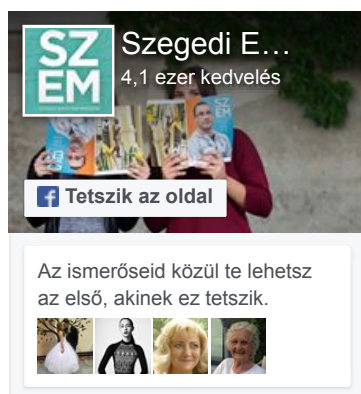 SZ
EM
Szegedi E...
4,1 ezer kedvelés
Tetszik az oldal
Az ismerőseid közül te lehetsz
az első, akinek ez tetszik.